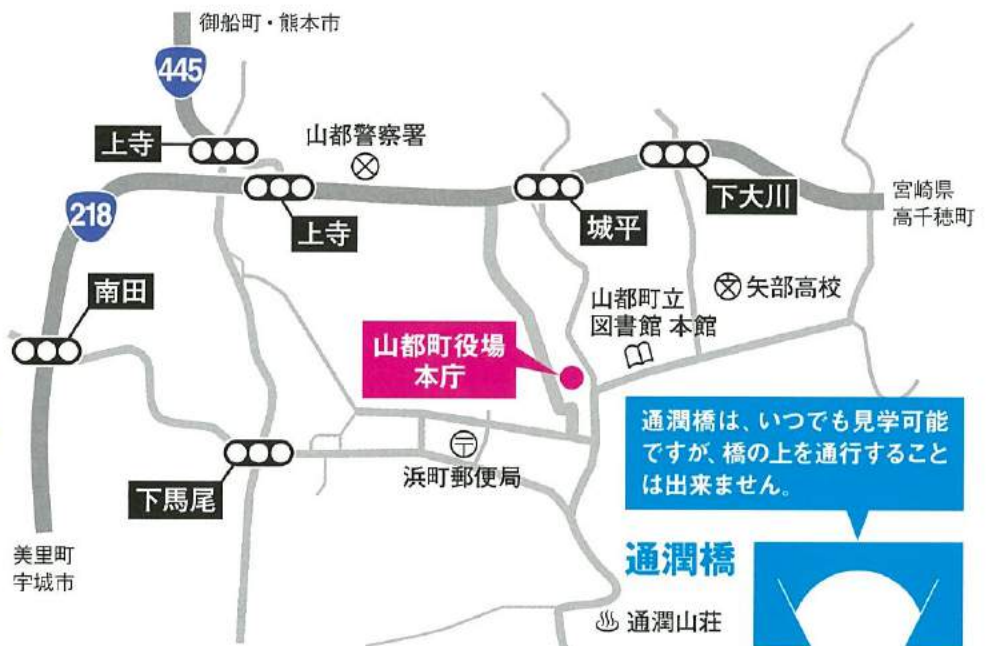 御船町・熊本市
445
上寺
山都警察署
218
上寺
城平
下大川
宮崎県
高千穂町
南田
山都町立
図書館 本館
矢部高校
山都町役場
本庁
通潤橋は、いつでも見学可能
ですが、橋の上を通行すること
は出来ません。
浜町郵便局
下馬尾
美里町
宇城市
通潤橋
通潤山荘